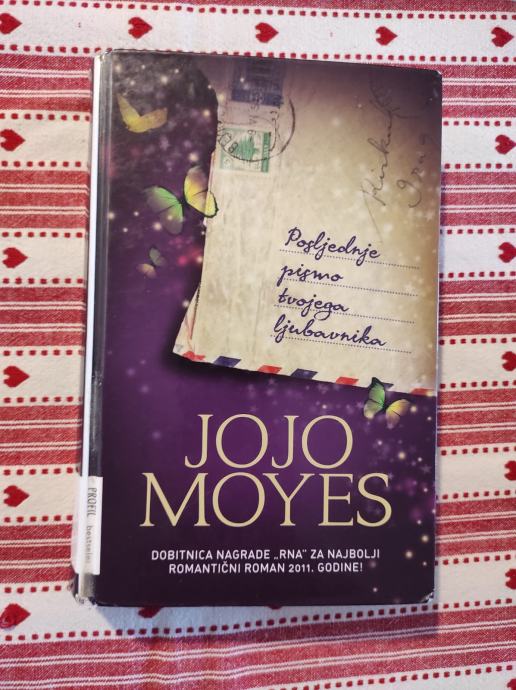 Posljednje
pismo
tvojega
ljubavnika
JOJO
MOYES
DOBITNICA NAGRADE „RNA“ ZA NAJBOLJI
ROMANTIČNI ROMAN 2011. GODINE!
PROFIL